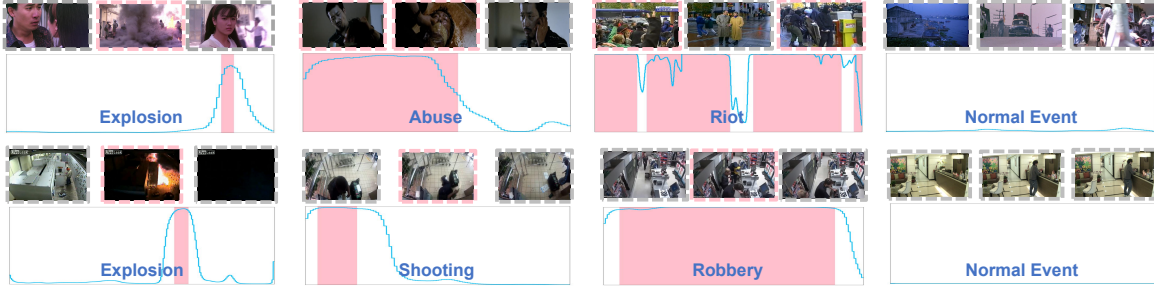 Explosion
Abuse
Riot
Normal Event
Explosion
Shooting
Robbery
Normal Event